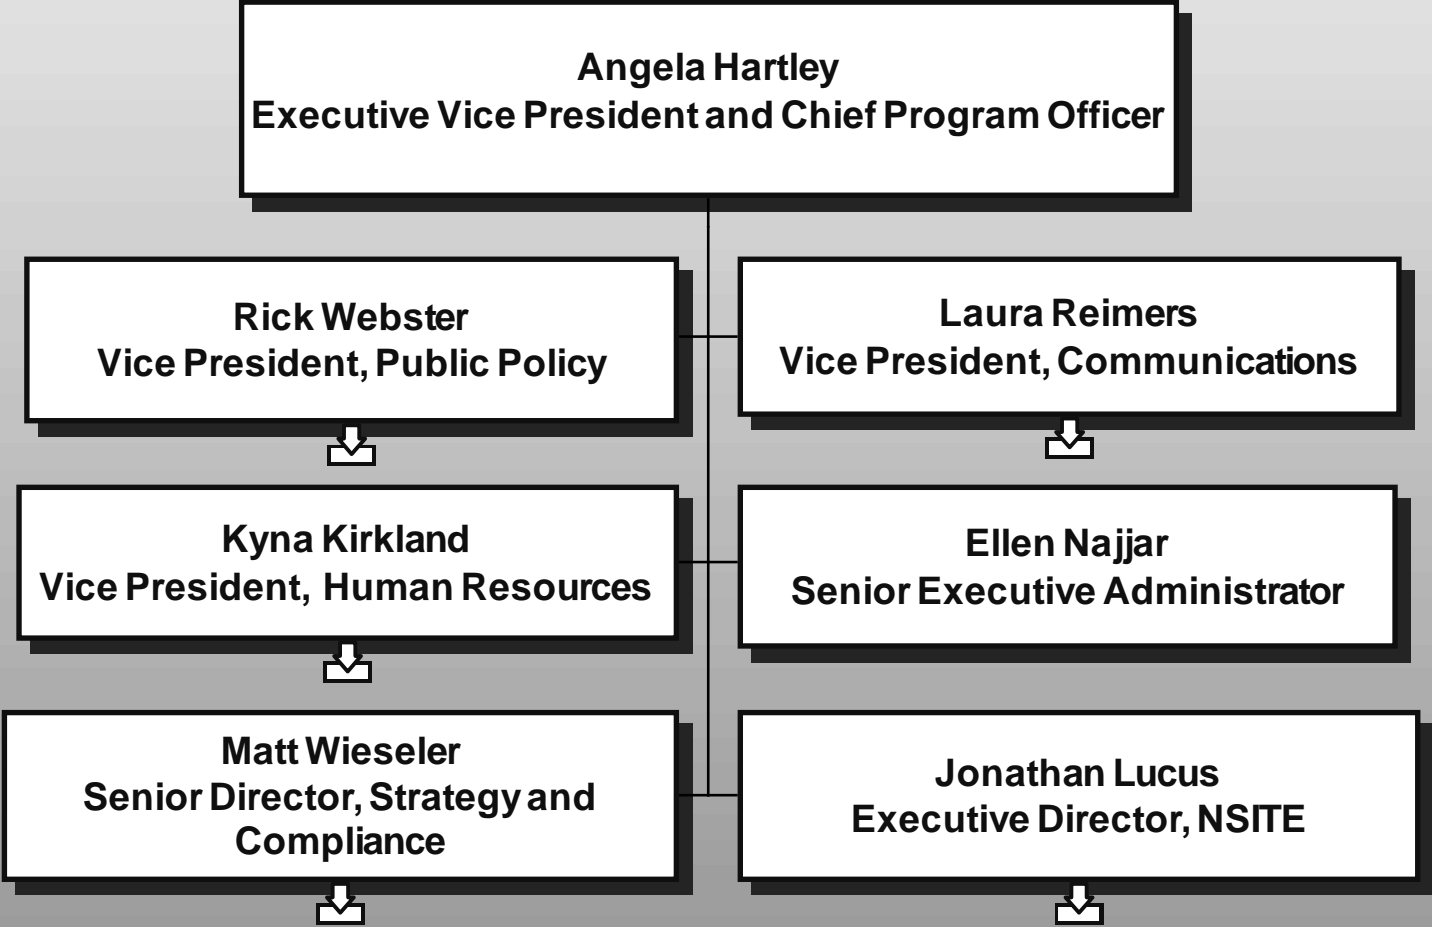 Angela Hartley
Executive Vice President and Chief Program Officer
Rick Webster
Vice President, Public Policy
Laura Reimers
Vice President, Communications
Kyna Kirkland
Vice President, Human Resources
Ellen Najjar
Senior Executive Administrator
Matt Wieseler
Senior Director, Strategy and
Compliance
Jonathan Lucus
Executive Director, NSITE